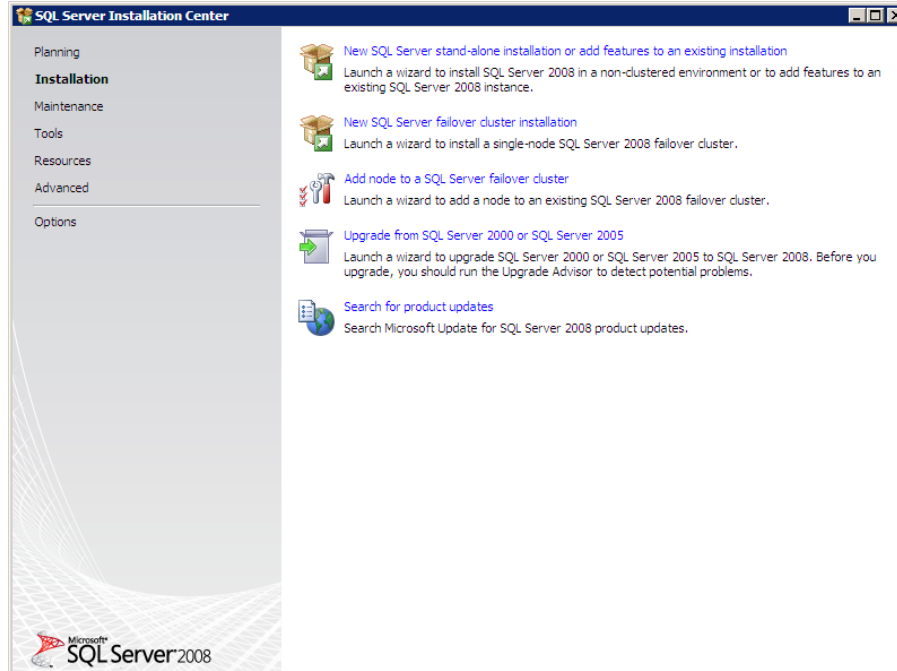 SQL Server Installation Center
Planning
Installation
Maintenance
Tools
Resources
Advanced
Options
New SQL Server stand-alone installation or add features to an existing installation
Launch a wizard to install SQL Server 2008 in a non-clustered environment or to add features to an
existing SQL Server 2008 instance.
New SQL Server failover cluster installation
Launch a wizard to install a single-node SQL Server 2008 failover cluster.
Add node to a SQL Server failover cluster
Launch a wizard to add a node to an existing SQL Server 2008 failover cluster.
Upgrade from SQL Server 2000 or SQL Server 2005
Launch a wizard to upgrade SQL Server 2000 or SQL Server 2005 to SQL Server 2008. Before you
upgrade, you should run the Upgrade Advisor to detect potential problems.
Search for product updates
Search Microsoft Update for SQL Server 2008 product updates.
Microsoft
SQL Server 2008